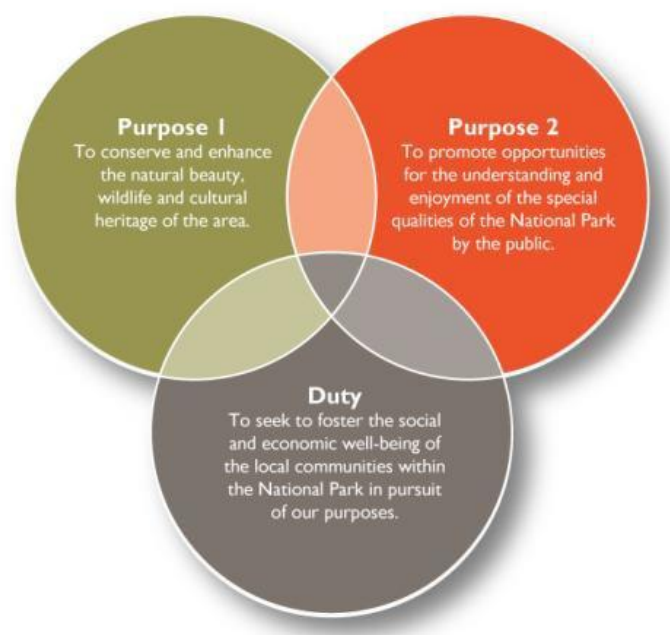 Purpose 1
To conserve and enhance
the natural beauty,
wildlife and cultural
heritage of the area.
Purpose 2
To promote opportunities
for the understanding and
enjoyment of the special
qualities of the National Park
by the public.
Duty
To seek to foster the social
and economic well-being of
the local communities within
the National Park in pursuit
of our purposes.